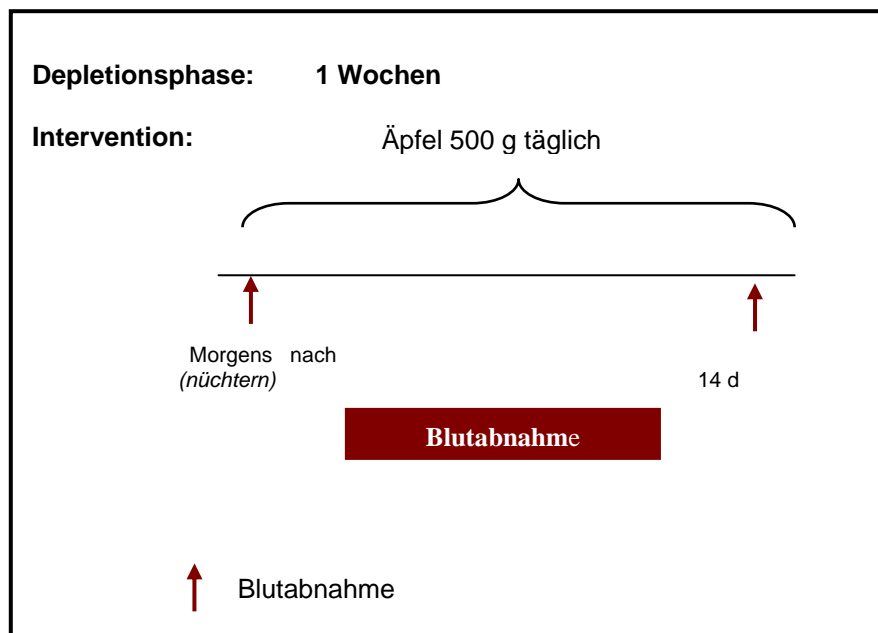 Depletionsphase: 1 Wochen
Intervention: Äpfel 500 g täglich
Morgens nach
(nüchtern) 14 d
Blutabnahme
Blutabnahme